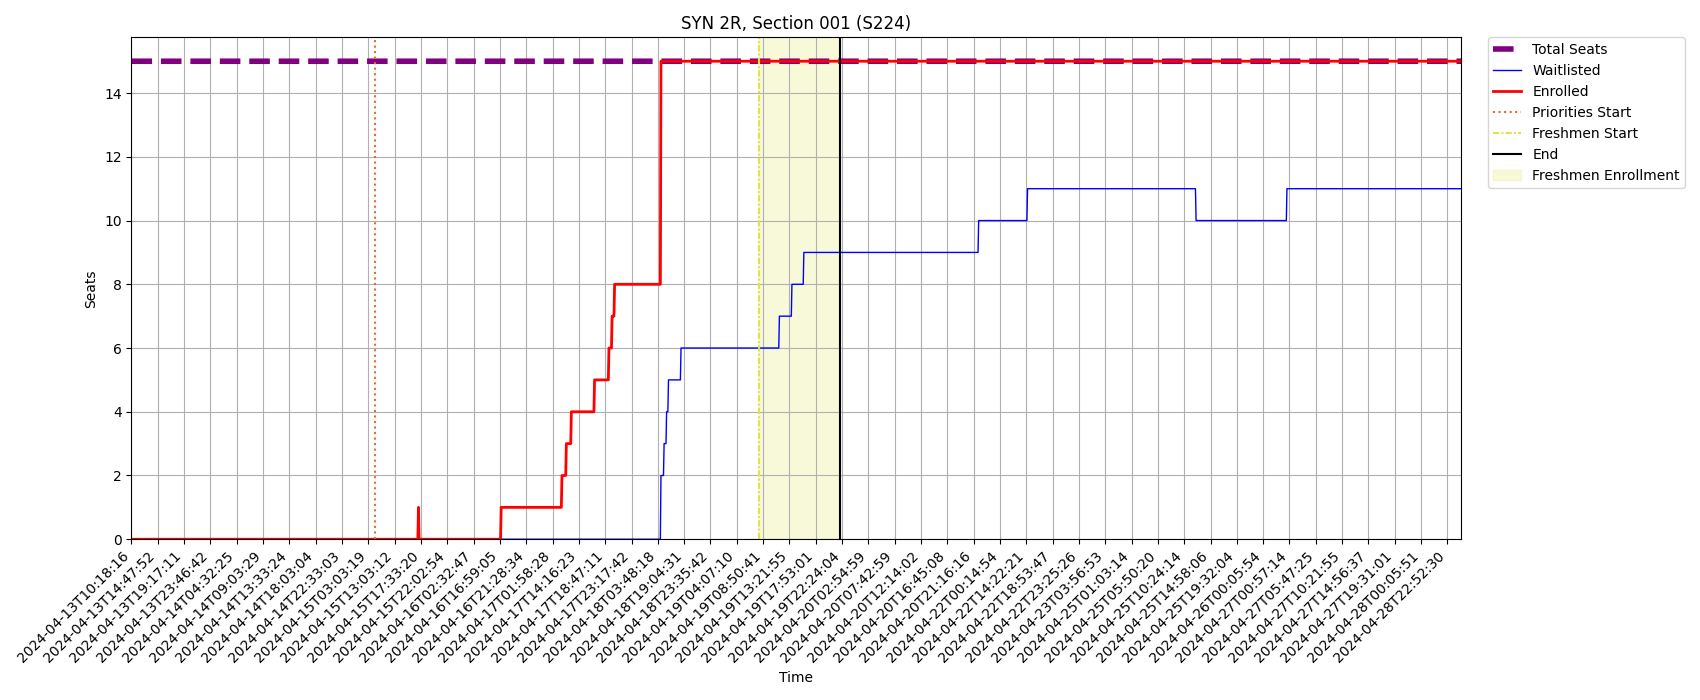 SYN 2R, Section 001 (S224)
Total Seats
Waitlisted
Enrolled
Priorities Start
Freshmen Start
End
Freshmen Enrollment
Seats
14
12
10
8
6
4
2
0
2024-04-13T10:18:16
2024-04-13T14:47:52
2024-04-13T19:17:11
2024-04-13T23:46:42
2024-04-14T04:32:25
2024-04-14T09:03:29
2024-04-14T13:33:24
2024-04-14T18:03:04
2024-04-14T22:33:03
2024-04-15T03:03:19
2024-04-15T13:03:12
2024-04-15T17:33:20
2024-04-15T22:02:54
2024-04-16T02:32:47
2024-04-16T16:59:05
2024-04-16T21:28:34
2024-04-17T01:58:28
2024-04-17T14:16:23
2024-04-17T18:47:11
2024-04-17T23:17:42
2024-04-18T03:48:18
2024-04-18T19:04:31
2024-04-18T23:35:42
2024-04-19T04:07:10
2024-04-19T08:50:41
2024-04-19T13:21:55
2024-04-19T17:53:01
2024-04-19T22:24:04
2024-04-20T02:54:59
2024-04-20T07:42:59
2024-04-20T12:14:02
2024-04-20T16:45:08
2024-04-20T21:16:16
2024-04-22T00:14:54
2024-04-22T14:22:21
2024-04-22T18:53:47
2024-04-22T23:25:26
2024-04-23T03:56:53
2024-04-25T01:03:14
2024-04-25T05:50:20
2024-04-25T10:24:14
2024-04-25T14:58:06
2024-04-25T19:32:04
2024-04-26T00:05:54
2024-04-27T00:57:14
2024-04-27T05:47:25
2024-04-27T10:21:55
2024-04-27T14:56:37
2024-04-27T19:31:01
2024-04-28T00:05:51
2024-04-28T22:52:30
Time